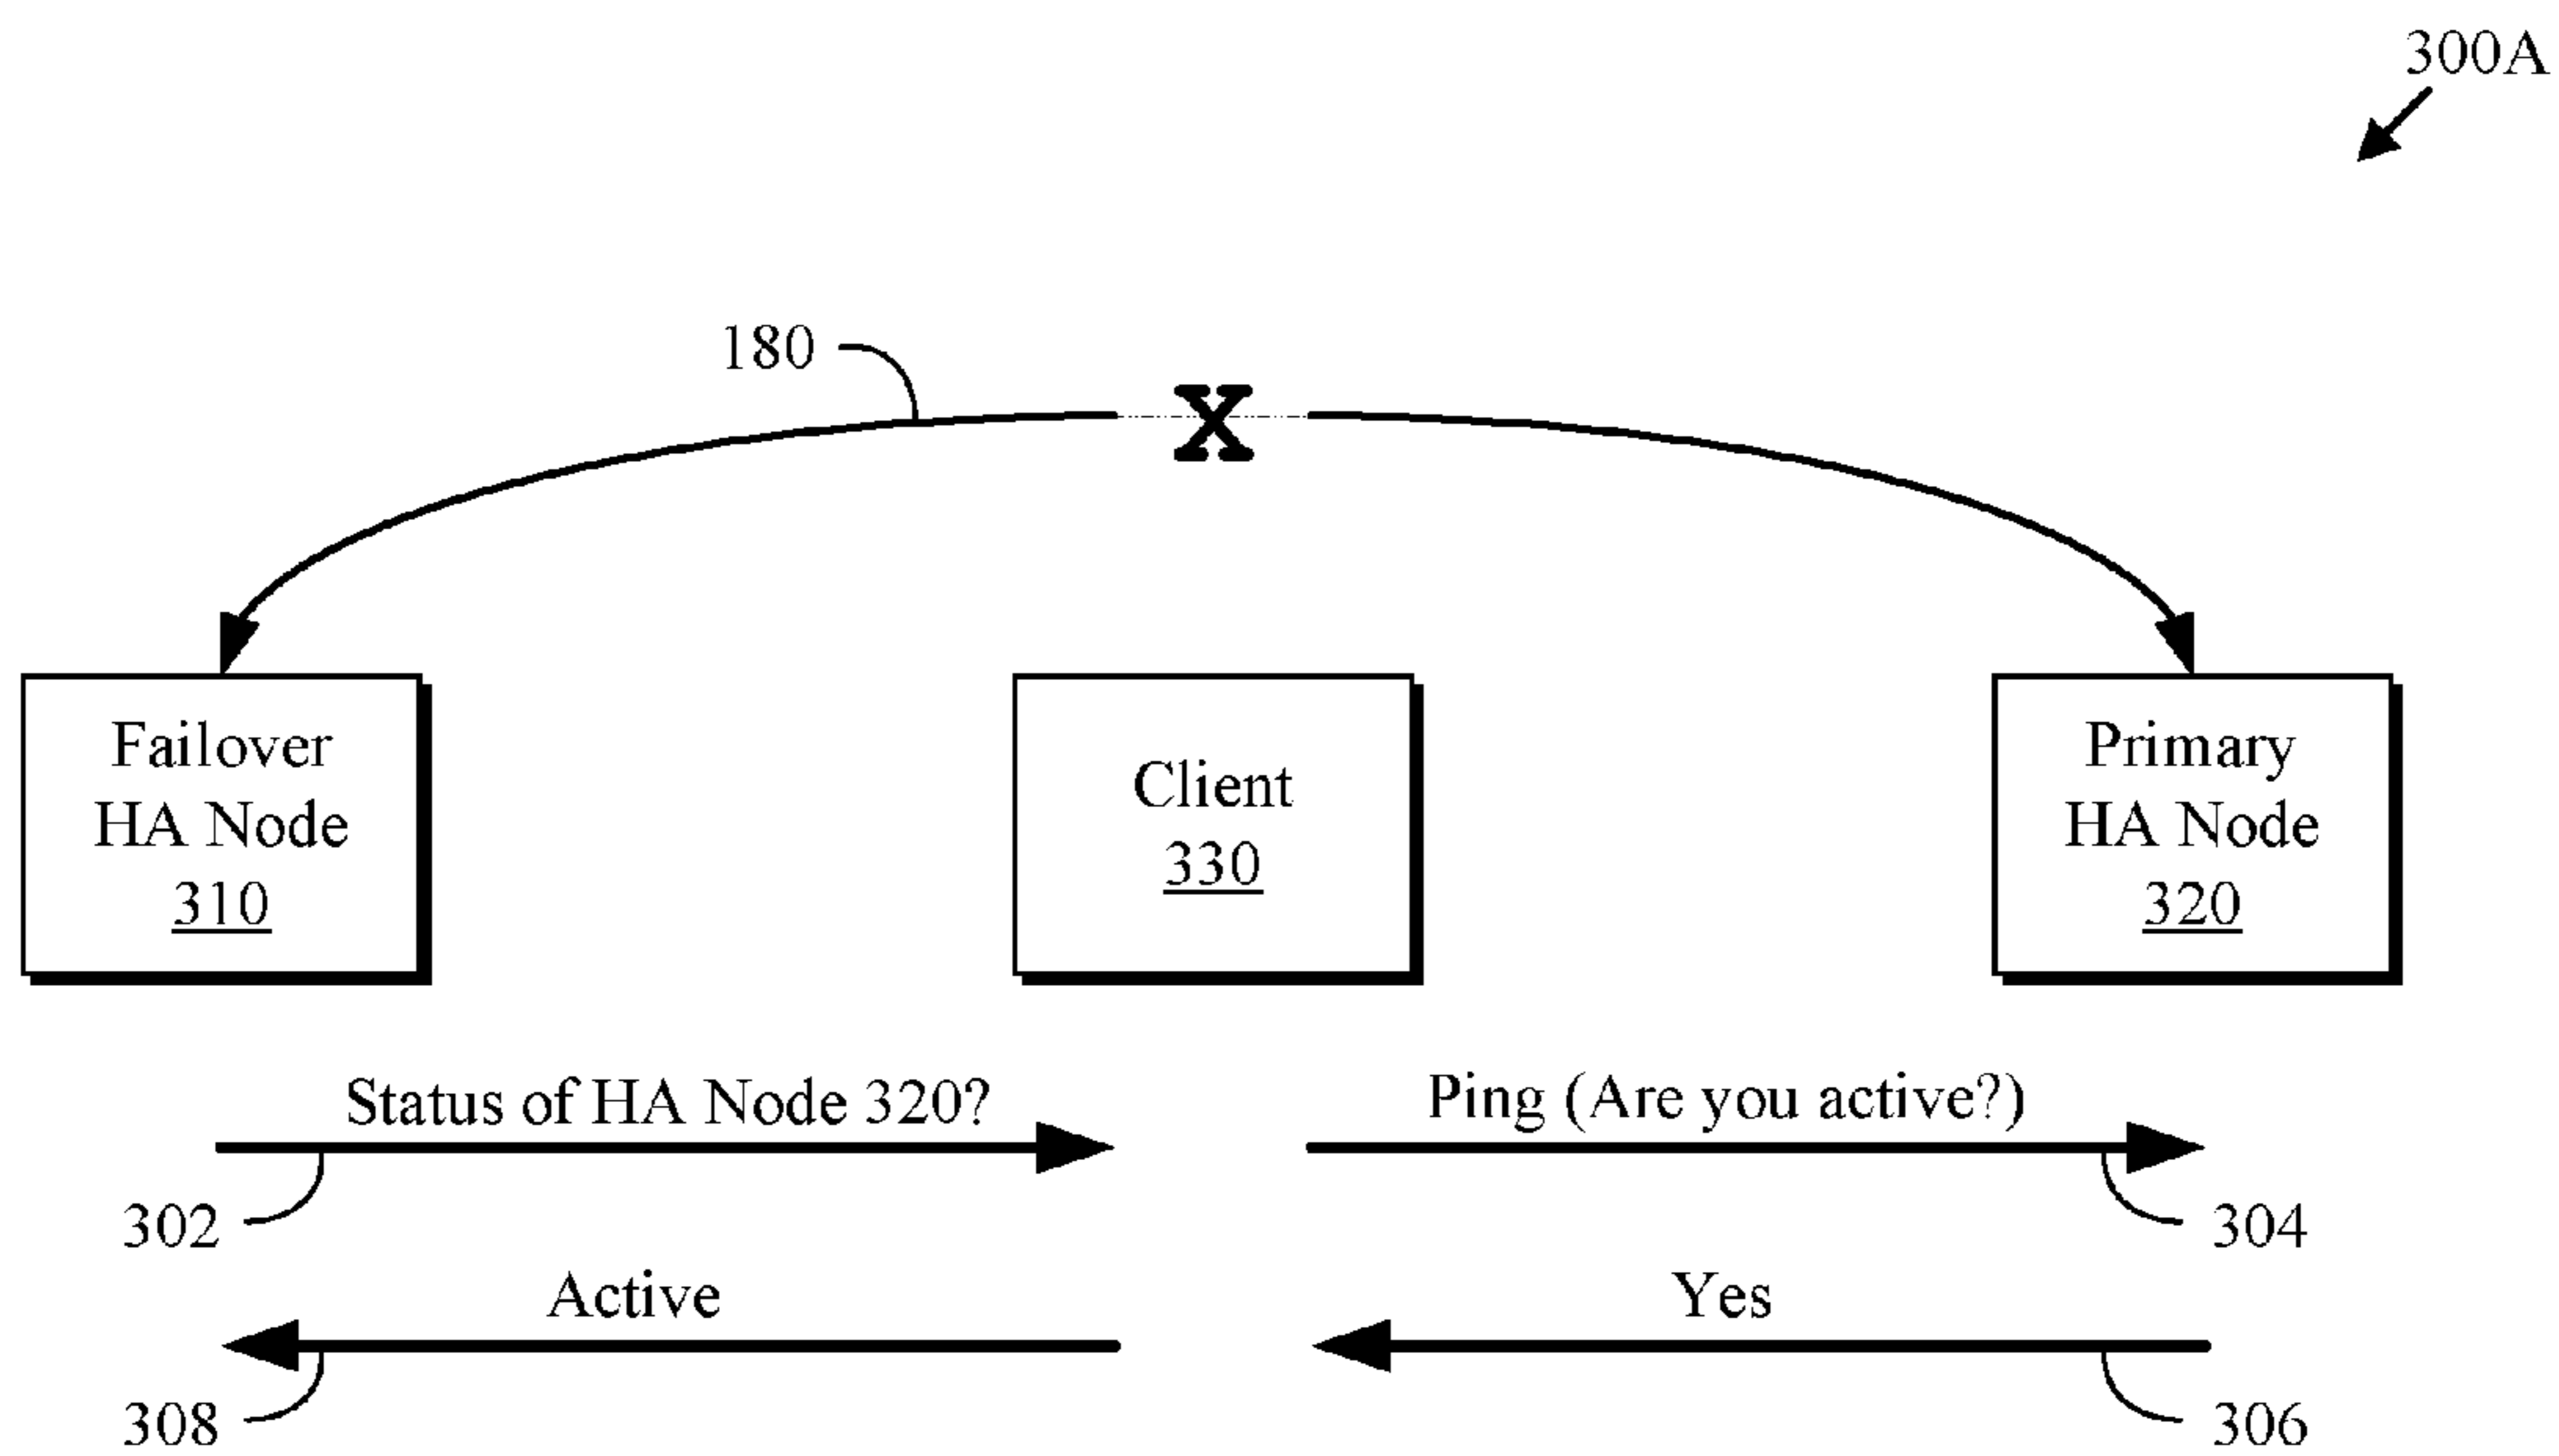 300A
180
X
Failover
HA Node
310
Client
330
Primary
HA Node
320
Status of HA Node 320?
Ping (Are you active?)
302
304
Active
Yes
308
306